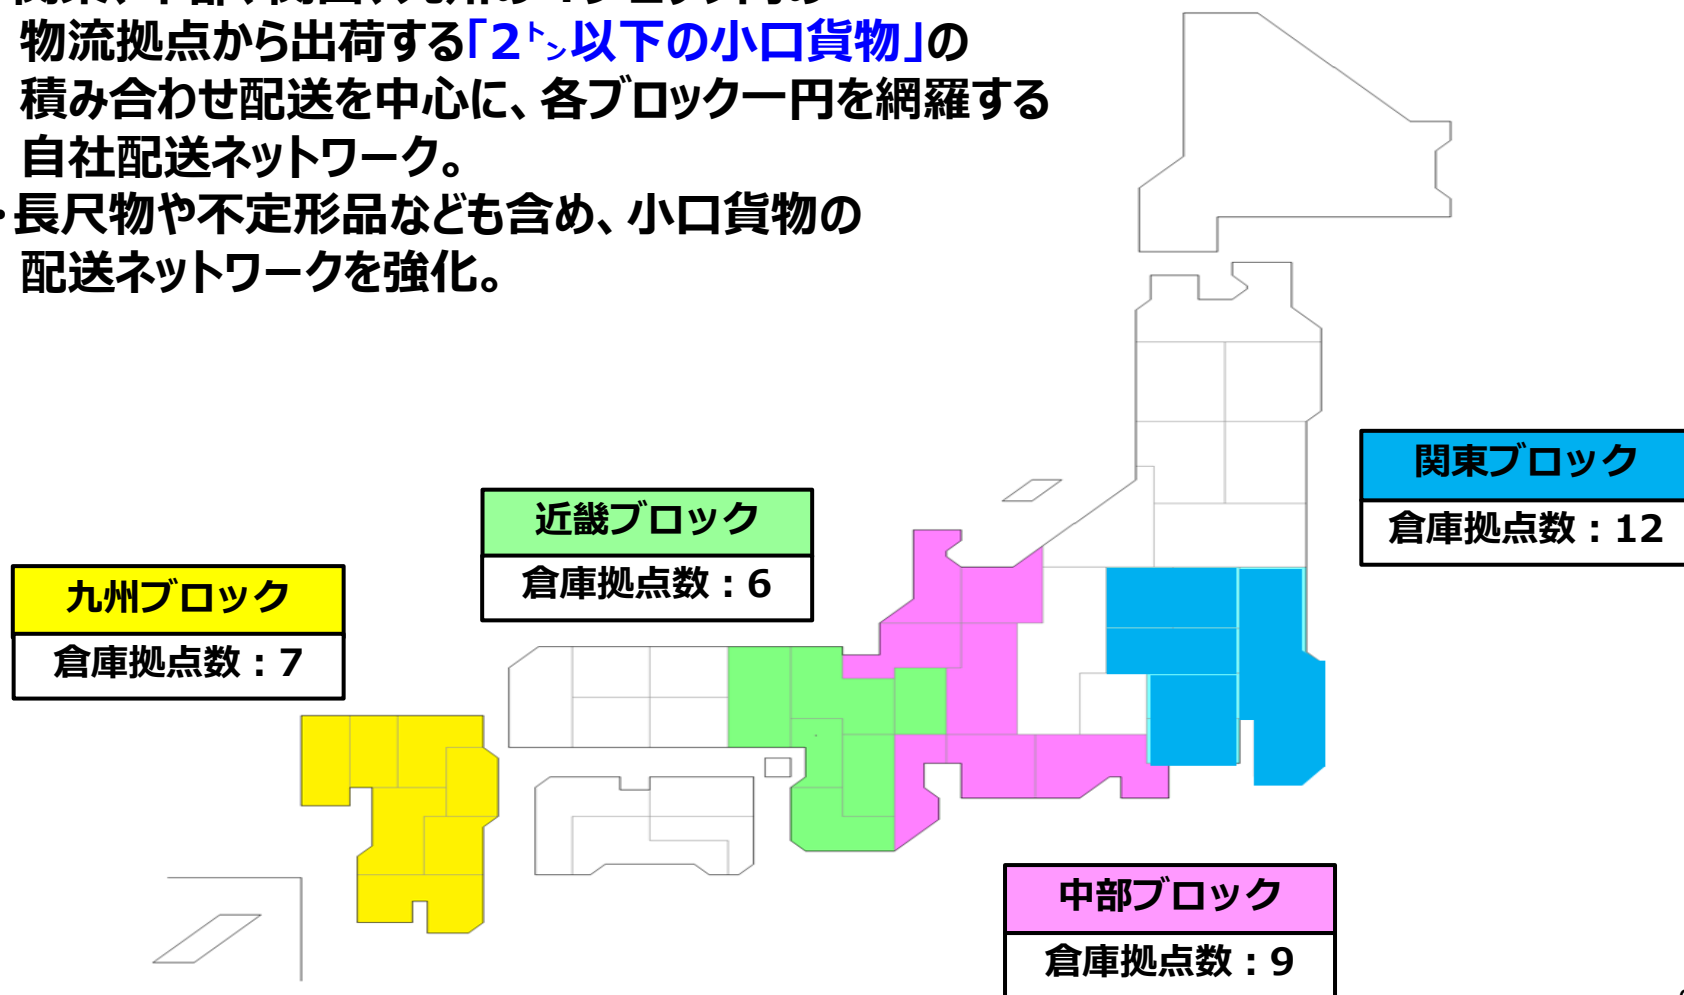 物流拠点から出荷する「2㌧以下の小口貨物」の
積み合わせ配送を中心に、各ブロック一円を網羅する
自社配送ネットワーク。
・長尺物や不定形品なども含め、小口貨物の
配送ネットワークを強化。
関東ブロック
倉庫拠点数：12
近畿ブロック
倉庫拠点数：6
九州ブロック
倉庫拠点数：7
中部ブロック
倉庫拠点数：9